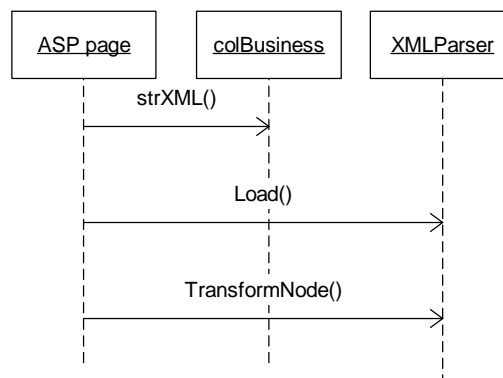 ASP page
colBusiness
XMLParser
strXML()
Load()
TransformNode()